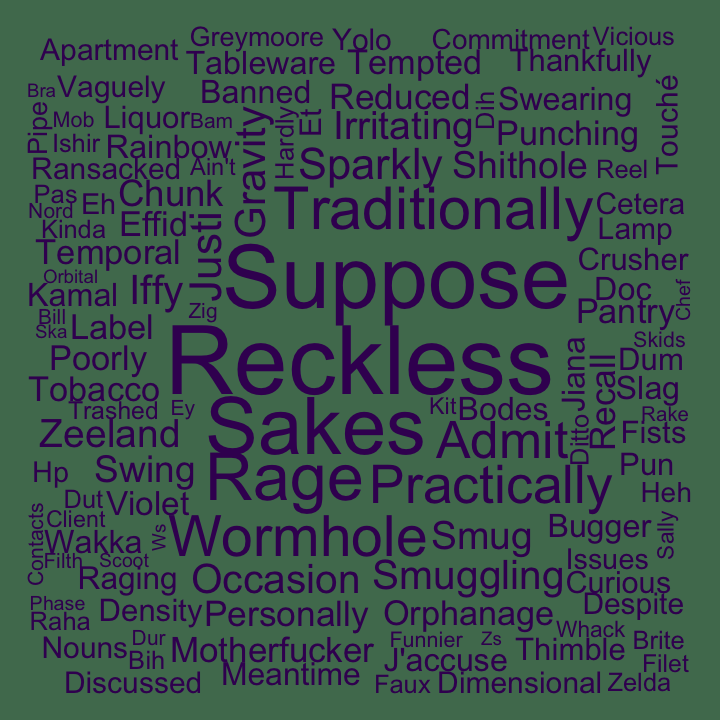 Greymoore Yolo Commitment Vicious
Apartment Tableware Tempted Thankfully
Bra Vaguely Banned Reduced Swearing Touché
Pipe Mob Liquor Bam Hardly Et Irritating Dih Punching
Ishir Rainbow Gravity
Ransacked Ain't Sparkly Shithole Reel
Pas Eh Chunk Traditionally Cetera
Nord Kinda Effid Justi Lamp
Temporal Suppose Crusher
Orbital Kamal Iffy Doc Chef
Bill Zig Pantry
Ska Label Reckless Skids
Poorly Jiana Recall Dum
Tobacco Slag
Trashed Ey Sakes Kit Bodes Ditto Rake
Zeeland Admit Fists
Hp Swing Rage Practically Pun
Dut Violet Heh
Contacts Client Wakka Ws Wormhole Smug Bugger Sally
Filth Scoot Issues
Raging Occasion Smuggling Curious
Phase Raha Density Personally Orphanage Despite
Nouns Dur Funnier Zs Whack Brite
Bih Motherfucker J'accuse Thimble Filet
Discussed Meantime Faux Dimensional Zelda